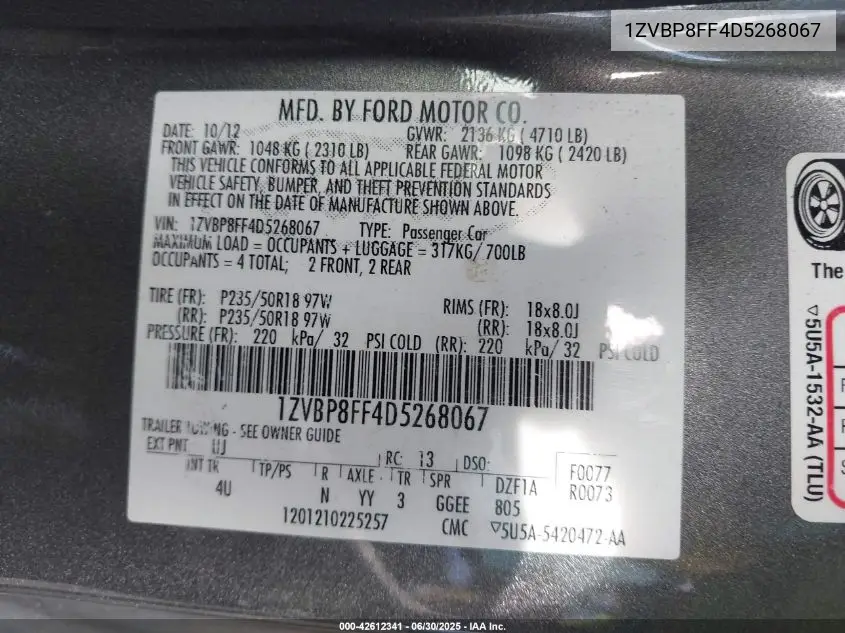 1ZVBP8FF4D5268067
MFD. BY FORD MOTOR CO.
DATE: 10/12 GVWR: 2136 KG ( 4710 LB)
FRONT GAWR: 1048 KG ( 2310 LB) REAR GAWR: 1098 KG ( 2420 LB)
THIS VEHICLE CONFORMS TO ALL APPLICABLE FEDERAL MOTOR
VEHICLE SAFETY, BUMPER, AND THEFT PREVENTION STANDARDS
IN EFFECT ON THE DATE OF MANUFACTURE SHOWN ABOVE.
VIN: 1ZVBP8FF4D5268067 TYPE: Passenger Car
MAXIMUM LOAD = OCCUPANTS + LUGGAGE = 317KG/ 700LB
OCCUPANTS = 4 TOTAL; 2 FRONT, 2 REAR
TIRE (FR): P235/50R18 97W RIMS (FR): 18x8.0J
(RR): P235/50R18 97W (RR): 18x8.0J
PRESSURE (FR): 220 kPa/ 32 PSI COLD (RR): 220 kPa/ 32 PSI COLD
1ZVBP8FF4D5268067
TRAILER TOWING - SEE OWNER GUIDE
EXT PNT UJ RC: 13 DSO: F0077
INT TR TP/PS R AXLE TR SPR DZF1A R0073
4U N YY 3 GGEE 805
1201210225257 CMC ▽5U5A-5420472-AA
The
▽5U5A-1532-AA (TLU)
000-42612341 - 06/30/2025 - IAA Inc.